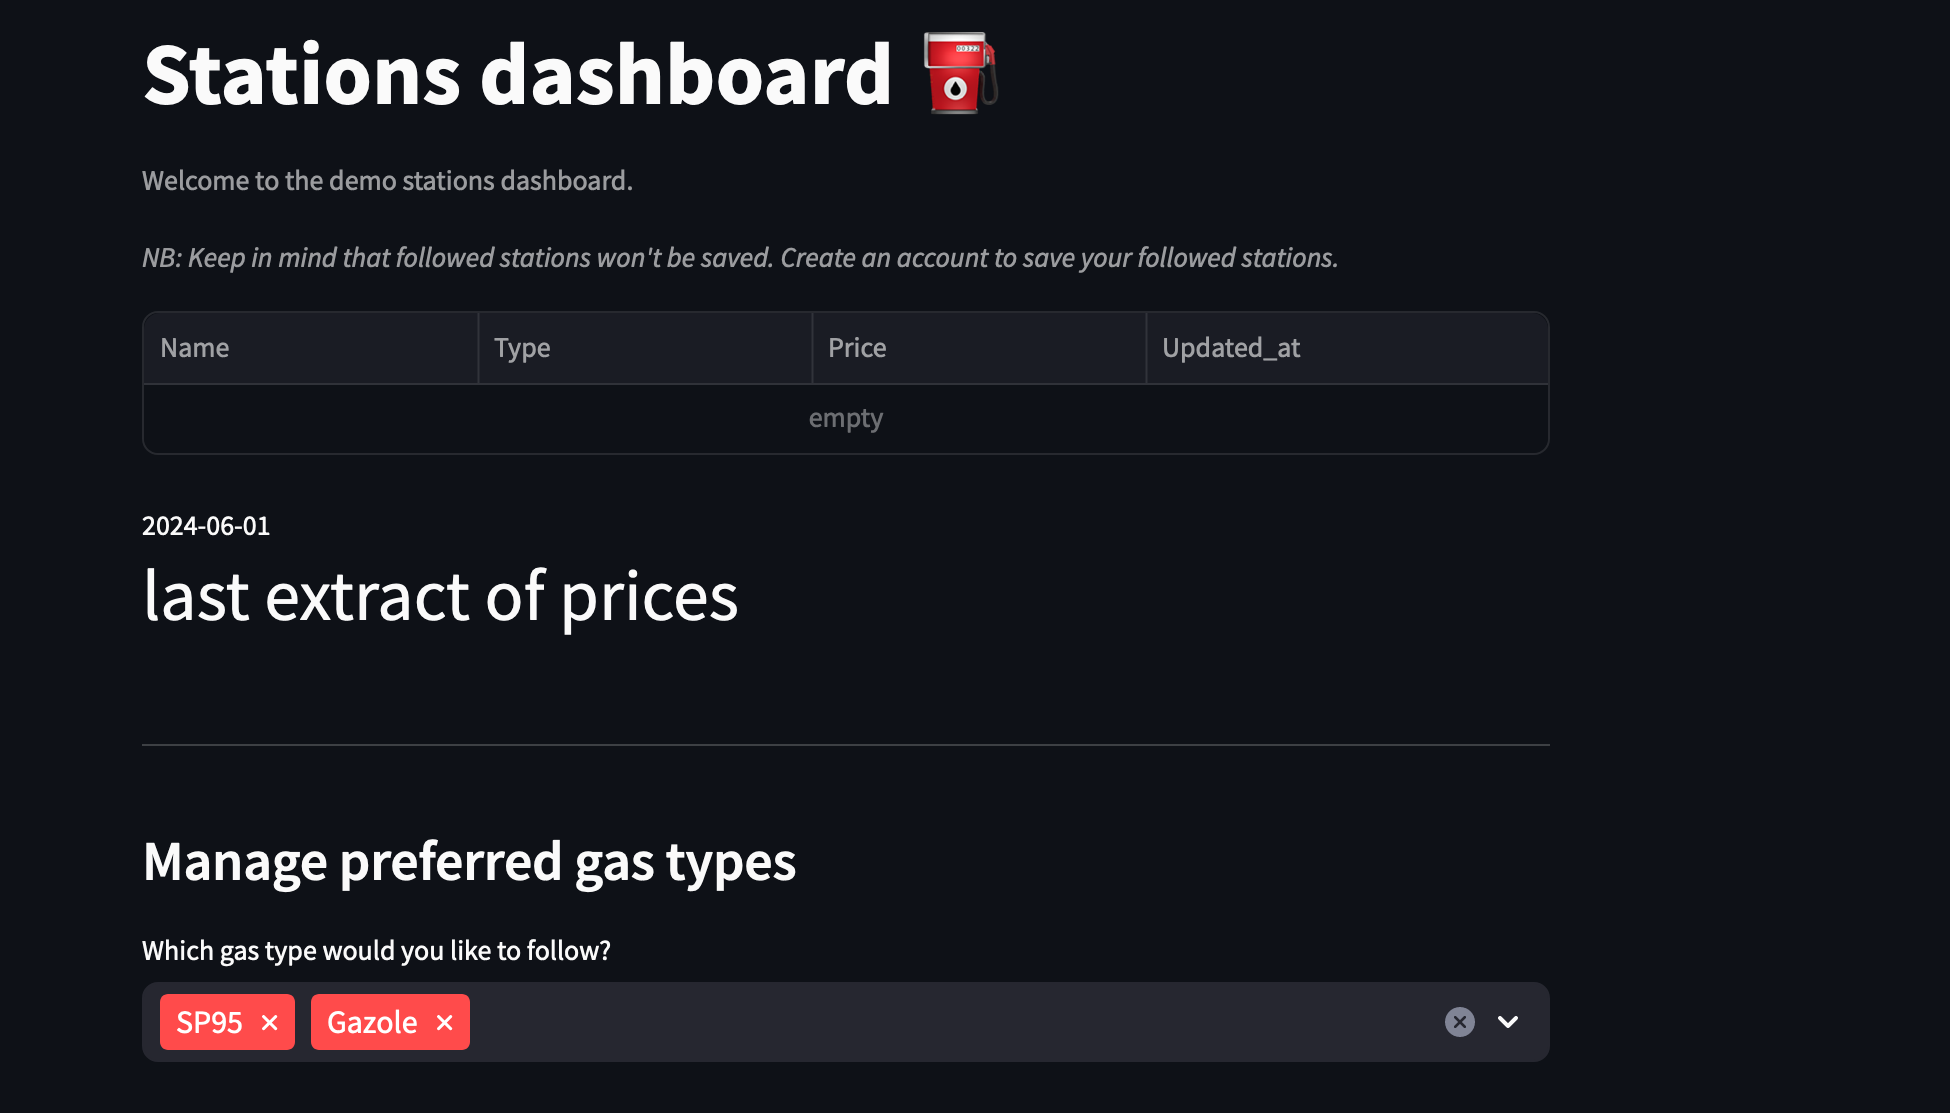 Stations dashboard
Welcome to the demo stations dashboard.
NB: Keep in mind that followed stations won't be saved. Create an account to save your followed stations.
Name Type Price Updated_at
empty
2024-06-01
last extract of prices
Manage preferred gas types
Which gas type would you like to follow?
SP95 Gazole